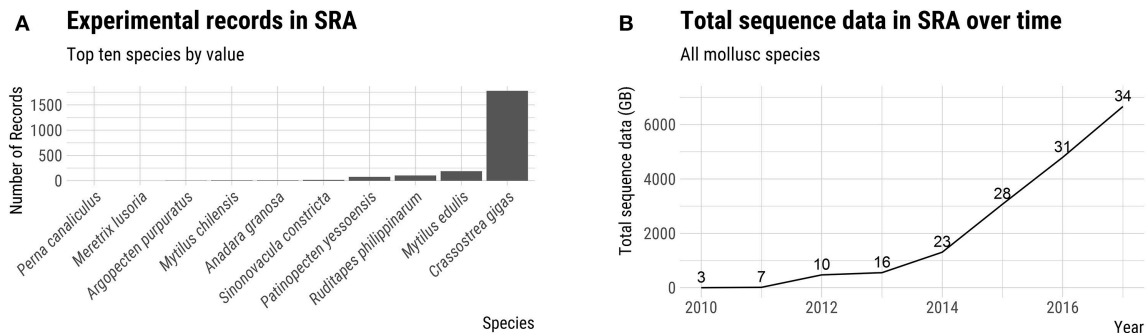 A
Experimental records in SRA
Top ten species by value
Number of Records
1500
1000
500
0
Perna canaliculus
Meretrix lusoria
Argopecten purpuratus
Mytilus chilensis
Anadara granosa
Sinonovacula constricta
Patinopecten yessoensis
Ruditapes philippinarum
Mytilus edulis
Crassostrea gigas
Species
B
Total sequence data in SRA over time
All mollusc species
Total sequence data (GB)
6000
4000
2000
0
3
7
10
16
23
28
31
34
2010
2012
2014
2016
Year